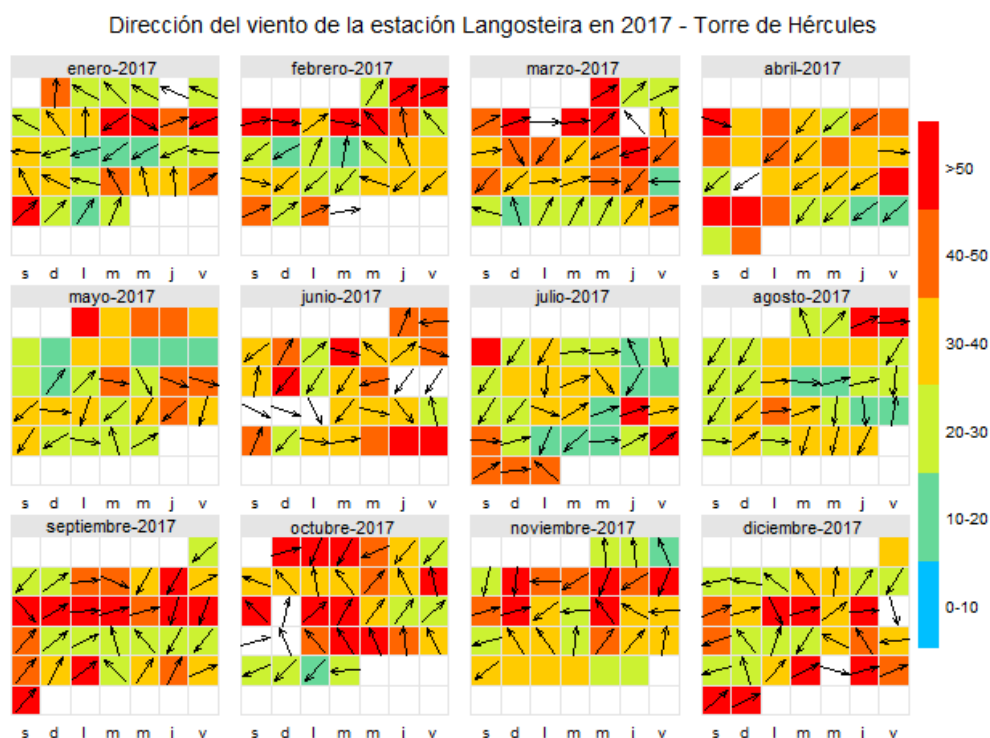 Dirección del viento de la estación Langosteira en 2017 - Torre de Hércules
enero-2017 febrero-2017 marzo-2017 abril-2017
s d l m m j v s d l m m j v s d l m m j v s d l m m j v
mayo-2017 junio-2017 julio-2017 agosto-2017
s d l m m j v s d l m m j v s d l m m j v s d l m m j v
septiembre-2017 octubre-2017 noviembre-2017 diciembre-2017
s d l m m j v s d l m m j v s d l m m j v s d l m m j v
>50
40-50
30-40
20-30
10-20
0-10